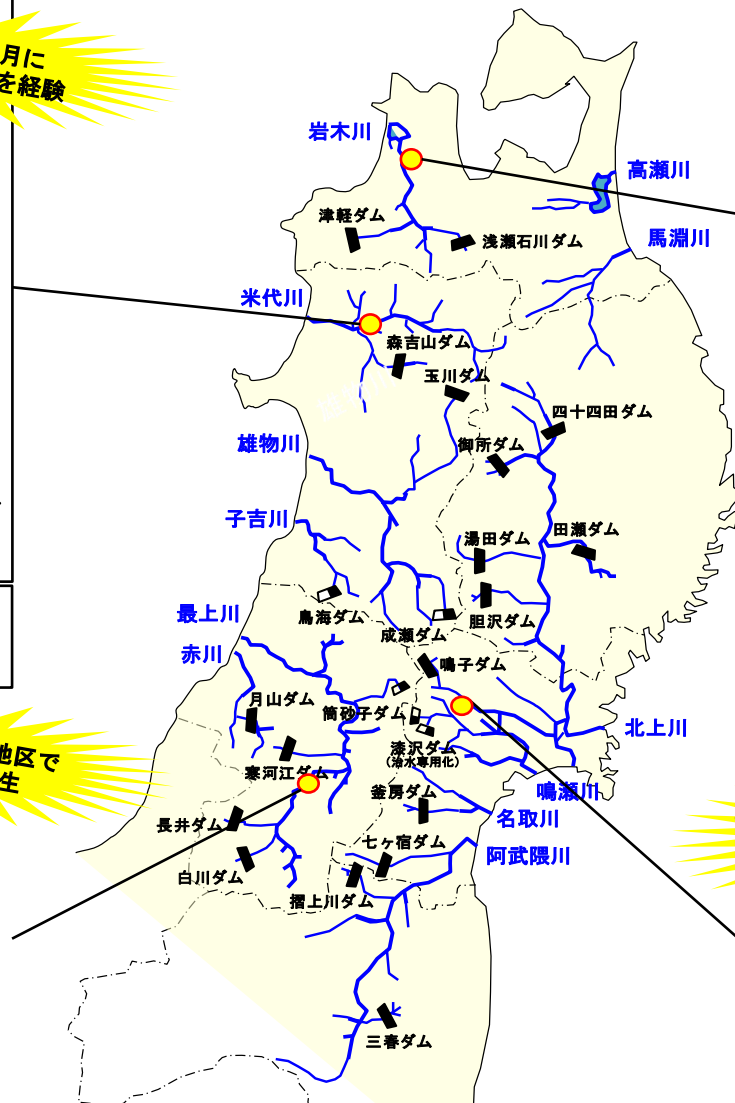 月に
を経験
岩木川
高瀬川
津軽ダム
浅瀬石川ダム
馬淵川
米代川
森吉山ダム
玉川ダム
四十四田ダム
雄物川
御所ダム
子吉川
湯田ダム
田瀬ダム
最上川
鳥海ダム
成瀬ダム
胆沢ダム
赤川
鳴子ダム
月山ダム
筒砂子ダム
北上川
漆沢ダム
(治水専用化)
寒河江ダム
地区で
生
釜房ダム
鳴瀬川
名取川
長井ダム
七ヶ宿ダム
阿武隈川
白川ダム
摺上川ダム
三春ダム